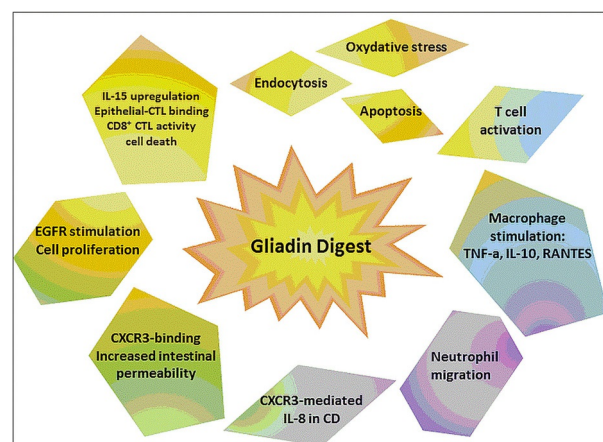 Oxydative stress
Endocytosis
IL-15 upregulation
Epithelial-CTL binding
CD8⁺ CTL activity
cell death
Apoptosis
T cell
activation
EGFR stimulation
Cell proliferation
Gliadin Digest
Macrophage
stimulation:
TNF-a, IL-10, RANTES
CXCR3-binding
Increased intestinal
permeability
Neutrophil
migration
CXCR3-mediated
IL-8 in CD